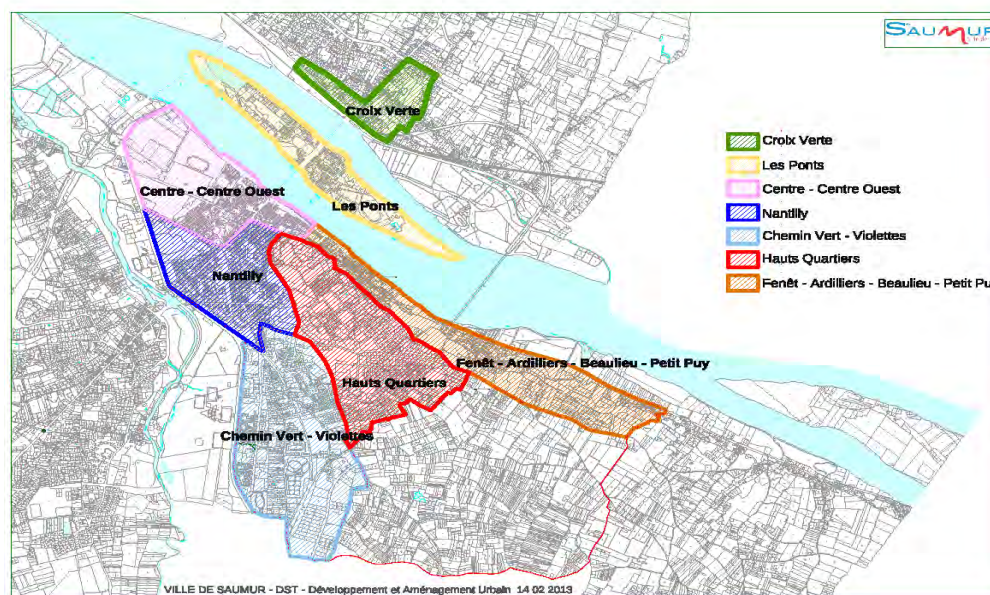 SAUMUR
Croix Verte
Croix Verte
Les Ponts
Centre - Centre Ouest
Centre - Centre Ouest
Les Ponts
Nantilly
Chemin Vert - Violettes
Hauts Quartiers
Nantilly
Fenêt - Ardilliers - Beaulieu - Petit Pu
Fenêt - Ardilliers - Beaulieu - Petit Puy
Hauts Quartiers
Chemin Vert - Violettes
VILLE DE SAUMUR - DST - Développement et Aménagement Urbain 14 02 2013